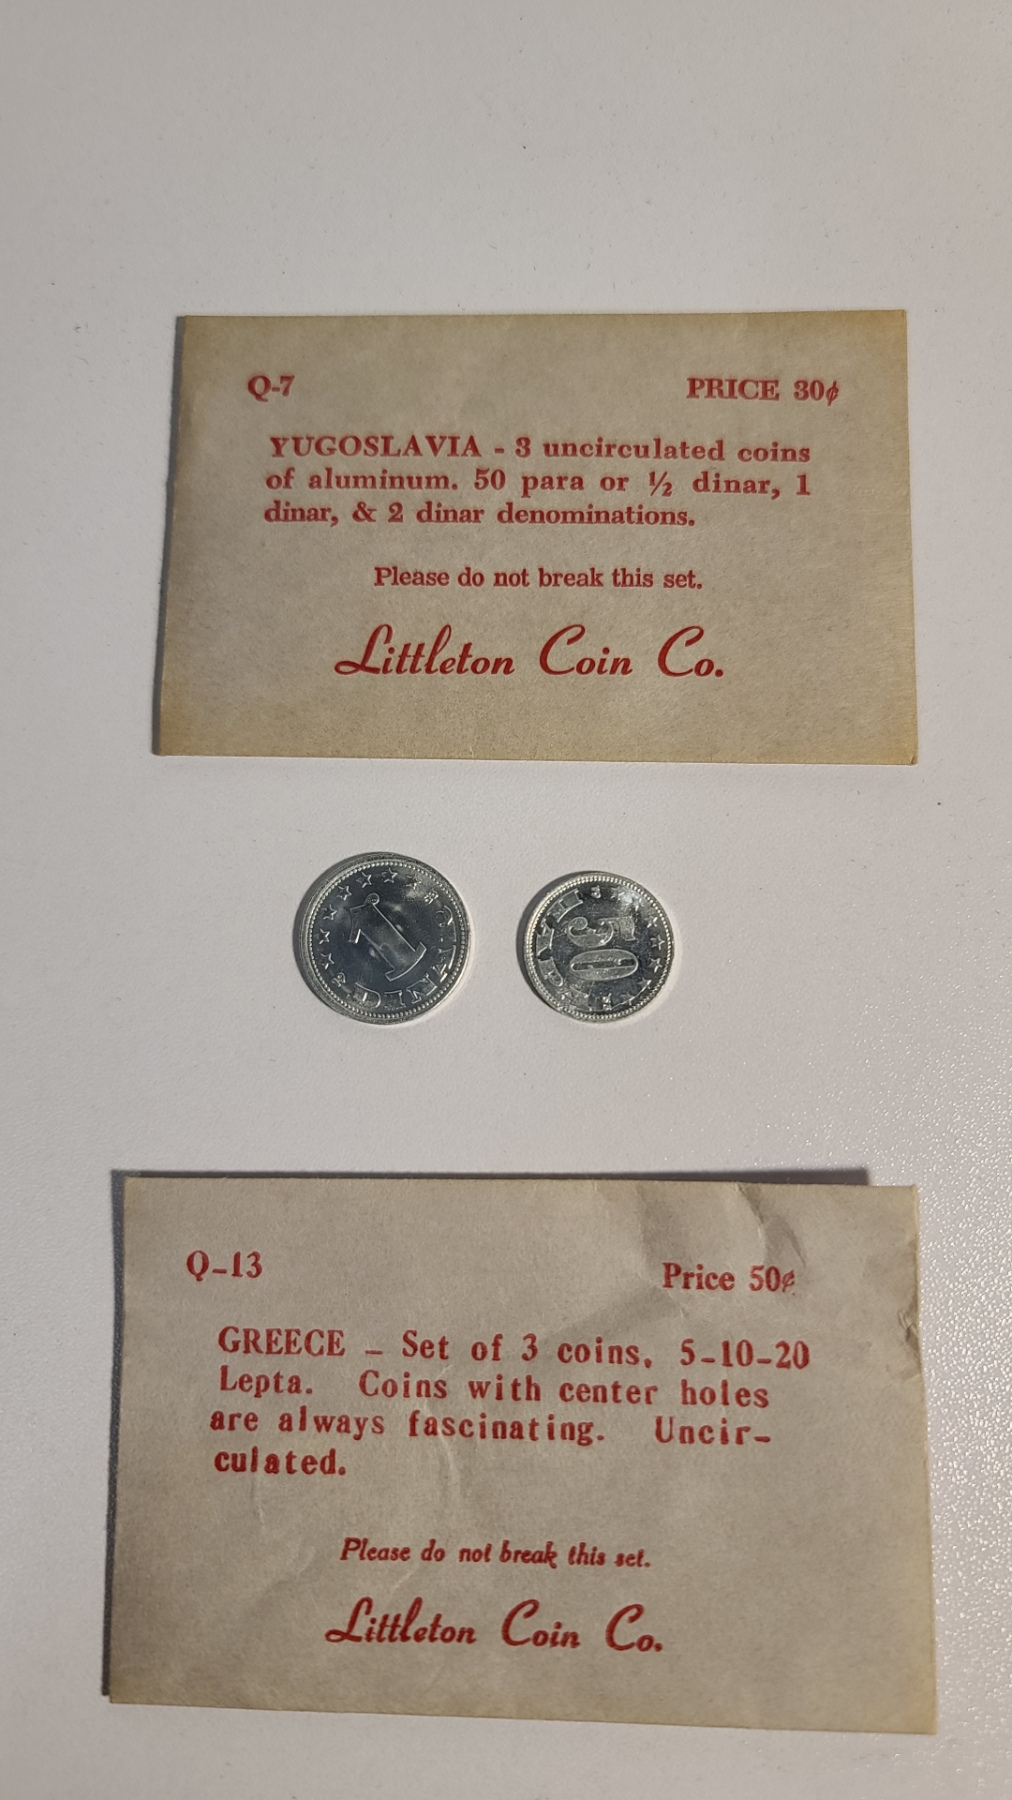 Q-7
PRICE 30¢
YUGOSLAVIA - 3 uncirculated coins
of aluminum. 50 para or ½ dinar, 1
dinar, & 2 dinar denominations.
Please do not break this set.
Littleton Coin Co.
1
50
Q-13
Price 50¢
GREECE - Set of 3 coins. 5-10-20
Lepta. Coins with center holes
are always fascinating. Uncir-
culated.
Please do not break this set.
Littleton Coin Co.